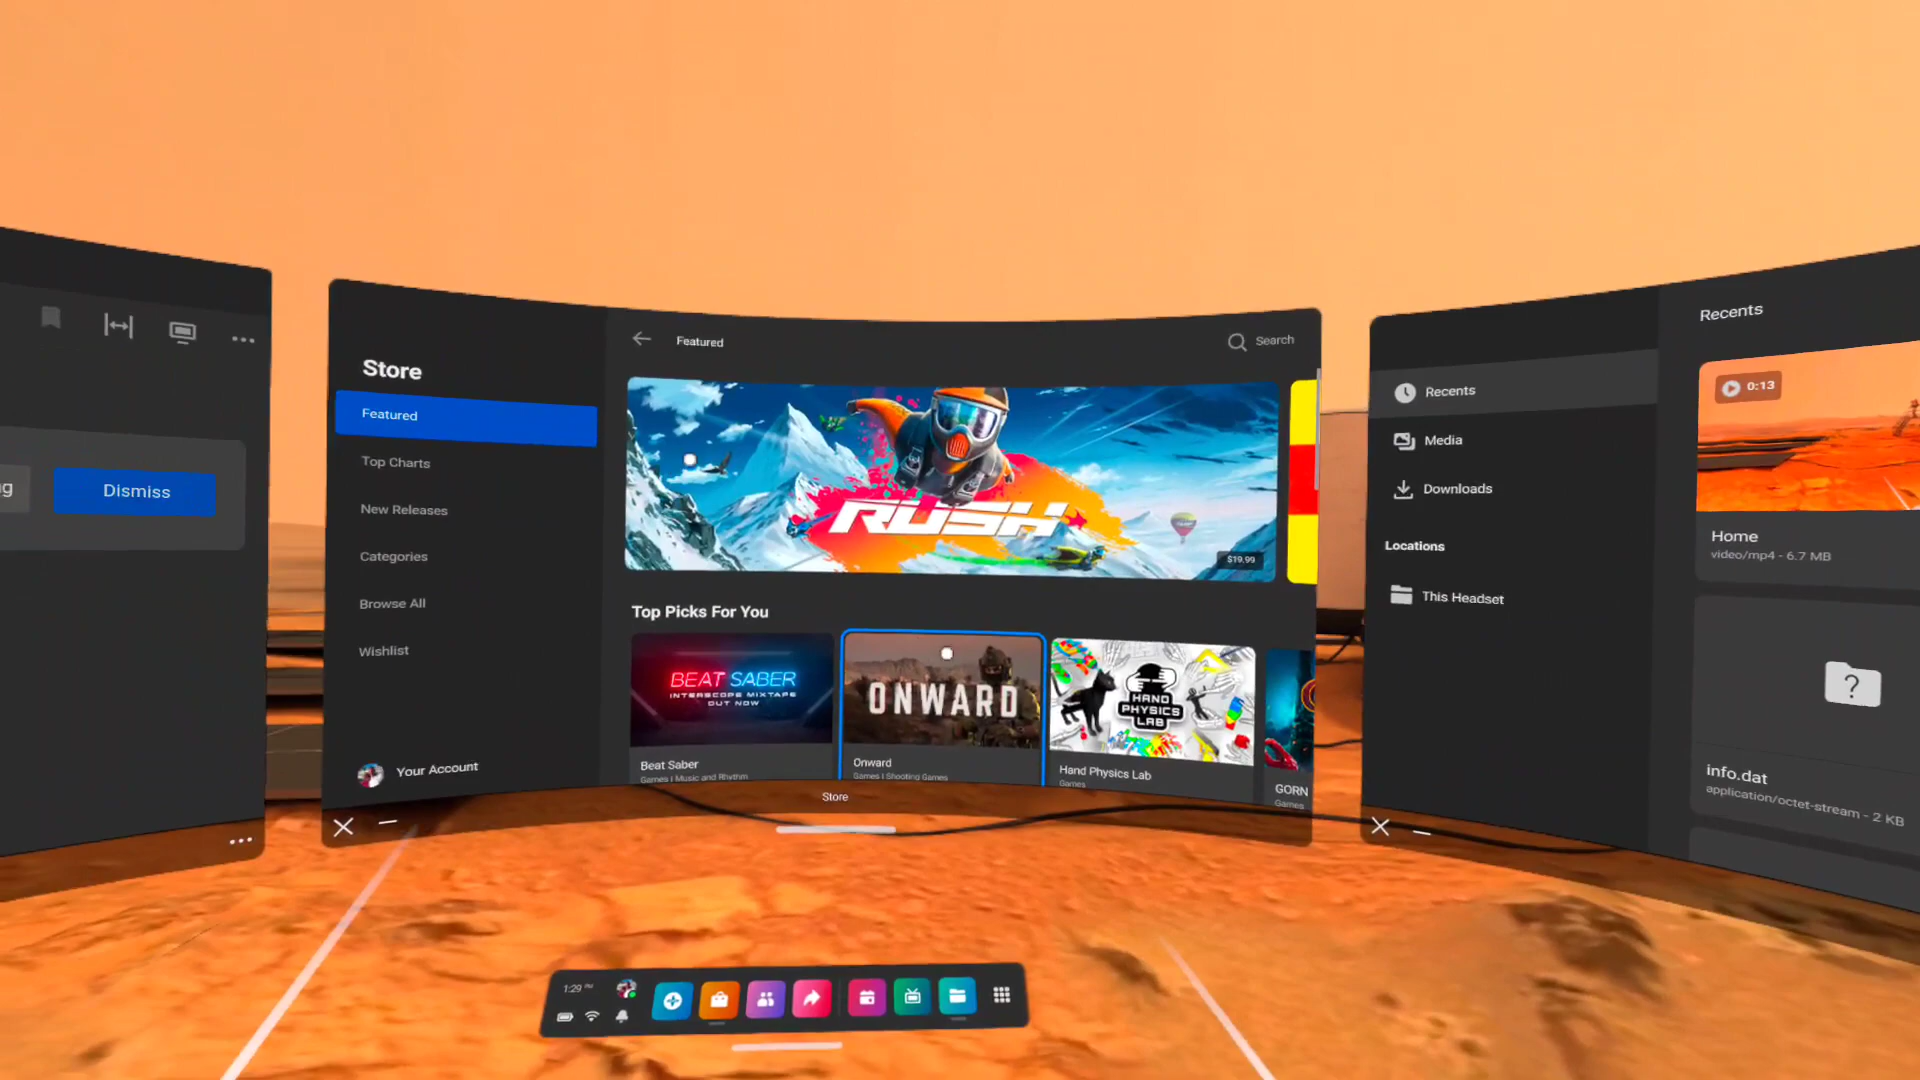 Dismiss
Store
Featured
Top Charts
New Releases
Categories
Browse All
Wishlist
Your Account
Featured
Search
RUSH
$19.99
Top Picks For You
BEAT SABER
INTERSCOPE MIXTAPE
OUT NOW
Beat Saber
Games | Music and Rhythm
ONWARD
Onward
Games | Shooting Games
HAND
PHYSICS
LAB
Hand Physics Lab
Games
GORN
Games
Store
Recents
Media
Downloads
Locations
This Headset
Recents
0:13
Home
video/mp4 - 6.7 MB
?
info.dat
application/octet-stream - 2 KB
1:29 PM